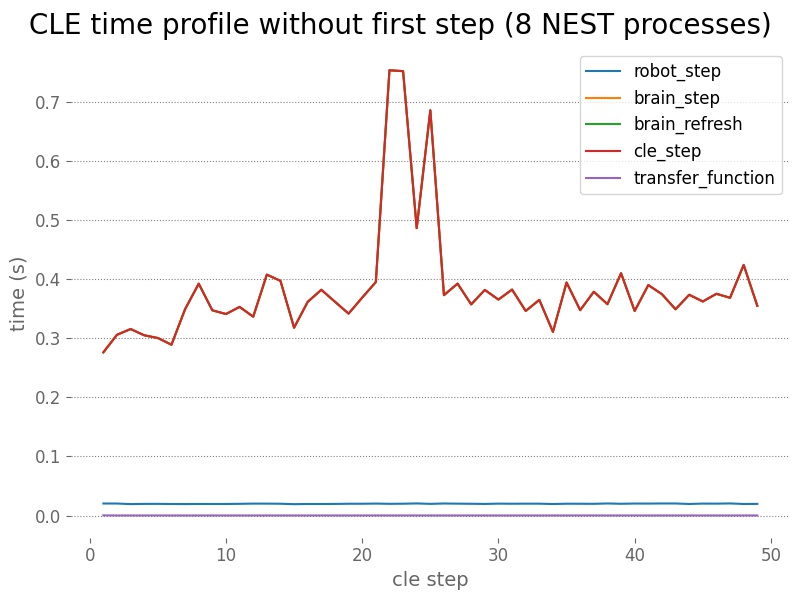 CLE time profile without first step (8 NEST processes)
robot_step
brain_step
brain_refresh
cle_step
transfer_function
time (s)
0.7
0.6
0.5
0.4
0.3
0.2
0.1
0.0
0 10 20 30 40 50
cle step